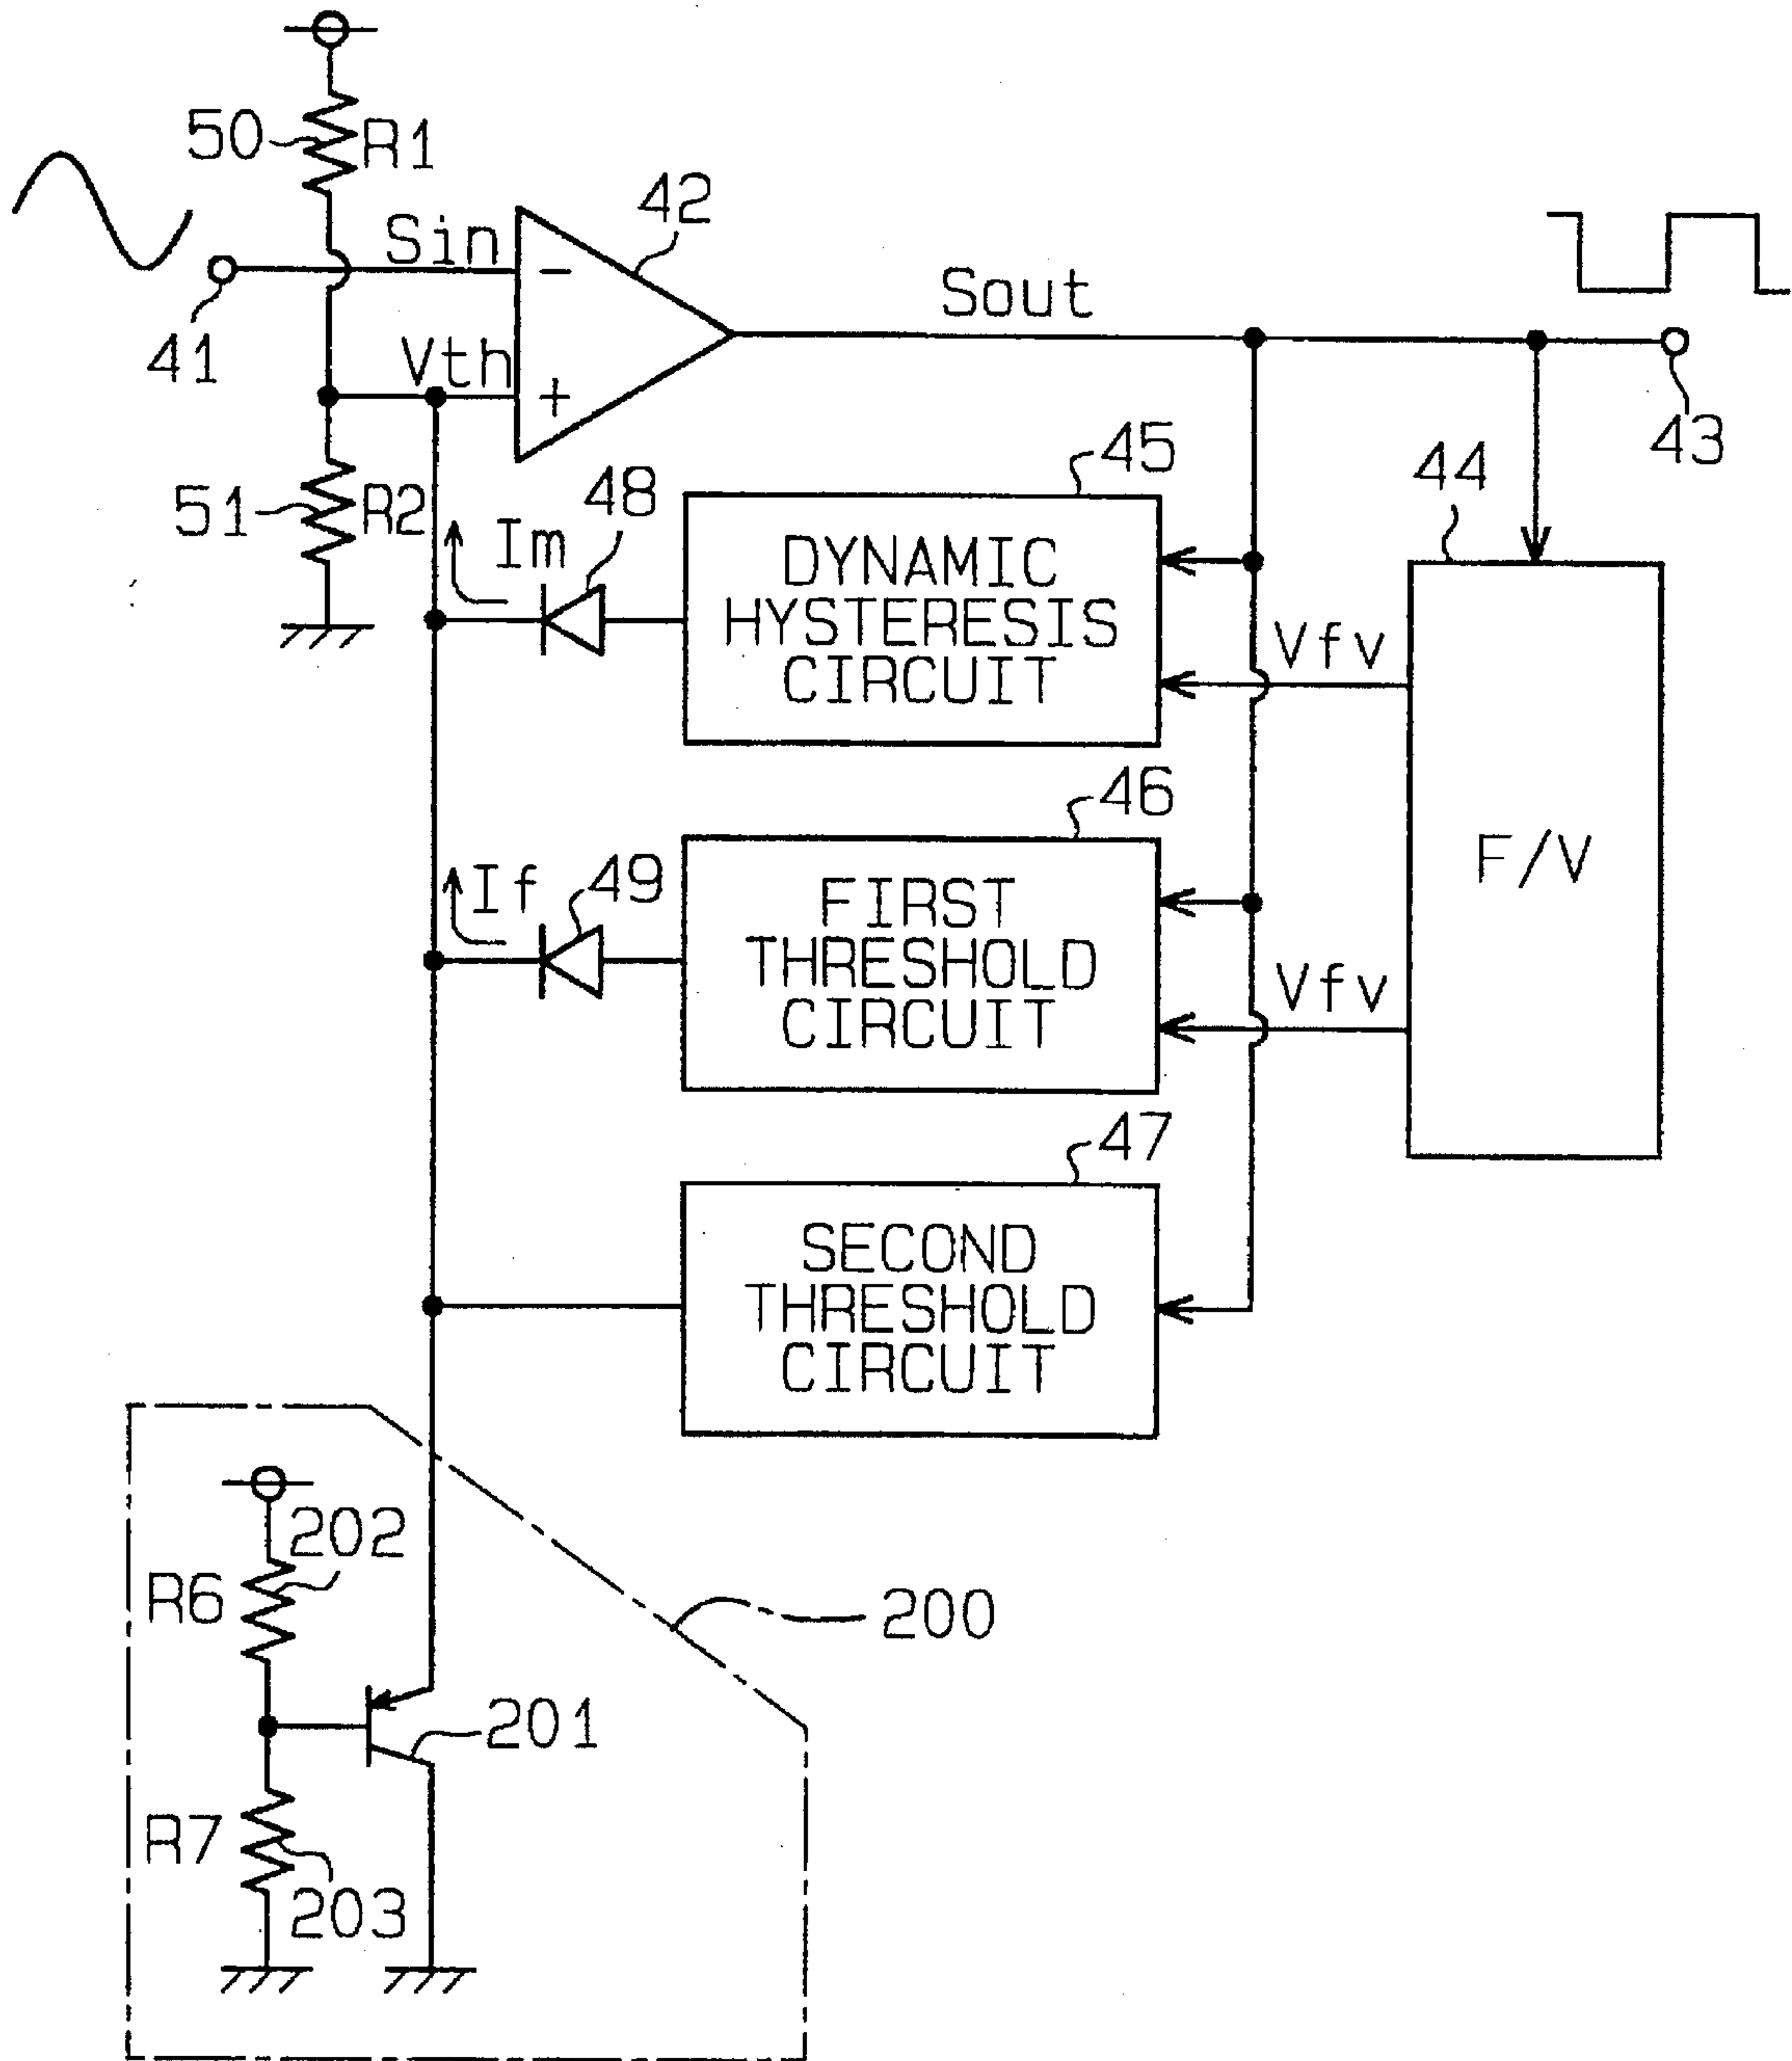 50
R1
42
Sin
-
Sout
41
Vth
+
43
45
44
51
R2
48
Im
DYNAMIC
HYSTERESIS
CIRCUIT
Vfv
46
F/V
If
49
FIRST
THRESHOLD
CIRCUIT
Vfv
47
SECOND
THRESHOLD
CIRCUIT
202
R6
200
201
R7
203